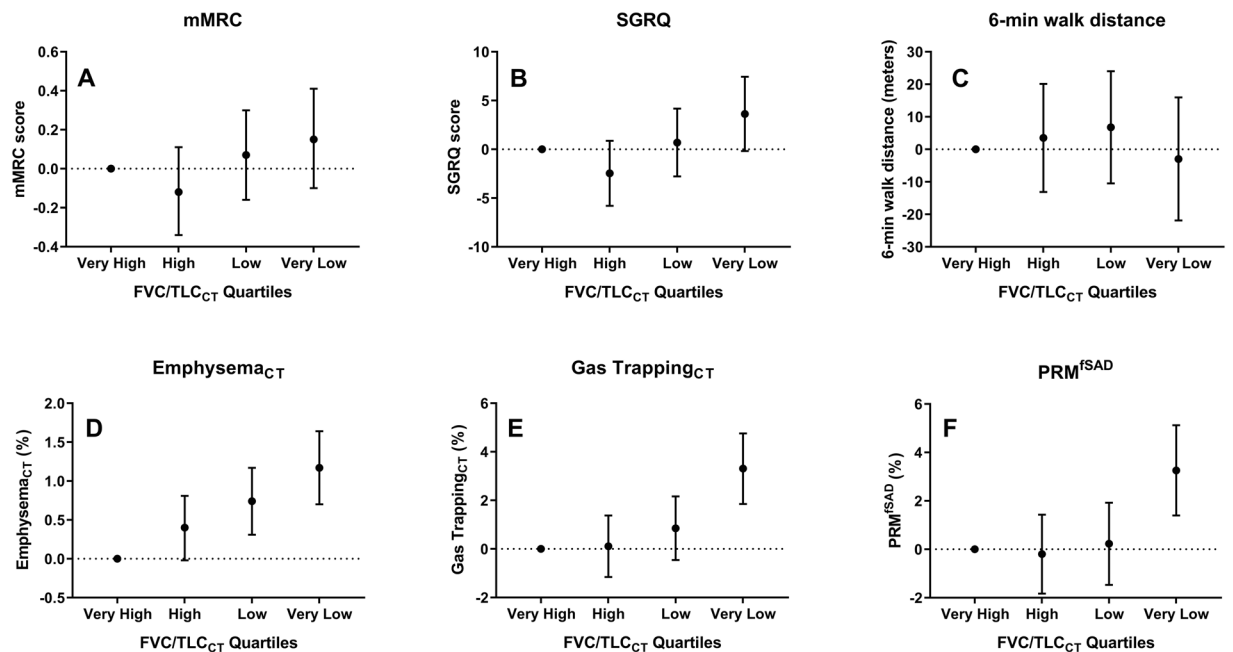 mMRC
A
mMRC score
0.6
0.4
0.2
0.0
-0.2
-0.4
Very High High Low Very Low
FVC/TLCCT Quartiles
SGRQ
B
SGRQ score
10
5
0
-5
-10
Very High High Low Very Low
FVC/TLCCT Quartiles
6-min walk distance
C
6-min walk distance (meters)
30
20
10
0
-10
-20
-30
Very High High Low Very Low
FVC/TLCCT Quartiles
EmphysemaCT
D
EmphysemaCT (%)
2.0
1.5
1.0
0.5
0.0
-0.5
Very High High Low Very Low
FVC/TLCCT Quartiles
Gas TrappingCT
E
Gas TrappingCT (%)
6
4
2
0
-2
Very High High Low Very Low
FVC/TLCCT Quartiles
PRMfSAD
F
PRMfSAD (%)
6
4
2
0
-2
Very High High Low Very Low
FVC/TLCCT Quartiles